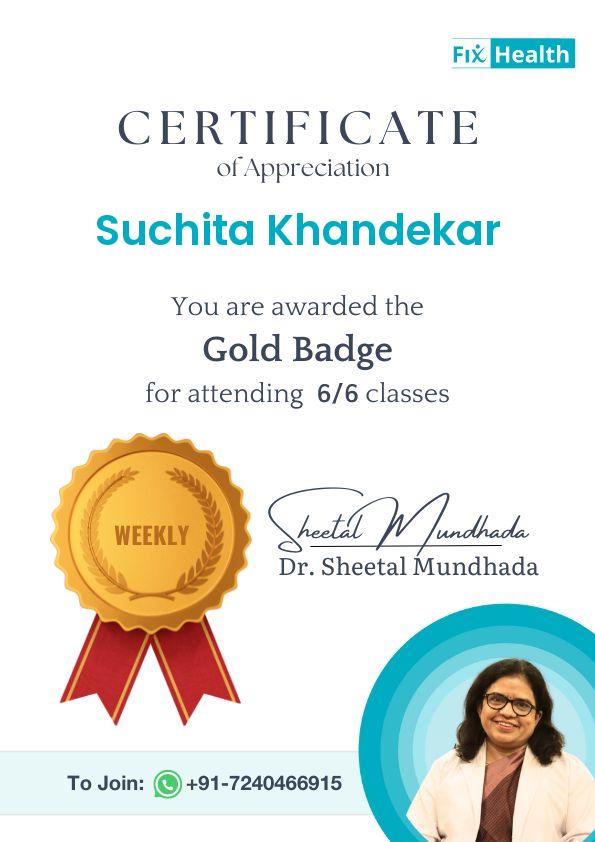 Fix Health
CERTIFICATE
of Appreciation
Suchita Khandekar
You are awarded the
Gold Badge
for attending 6/6 classes
WEEKLY
Sheetal Mundhada
Dr. Sheetal Mundhada
To Join: +91-7240466915